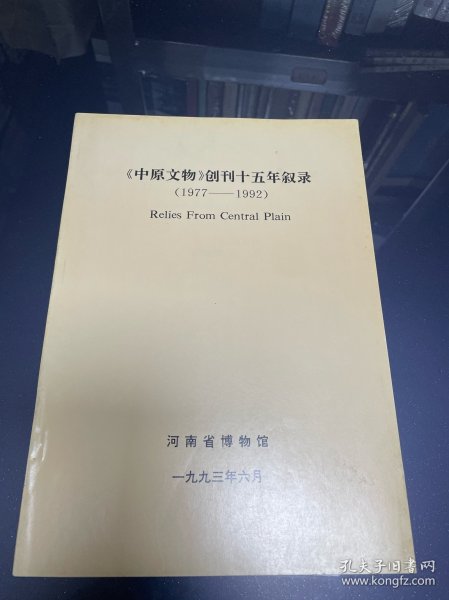 《中原文物》创刊十五年叙录
(1977——1992)
Relies From Central Plain
河南省博物馆
一九九三年六月
孔夫子旧书网
www.kongfz.com